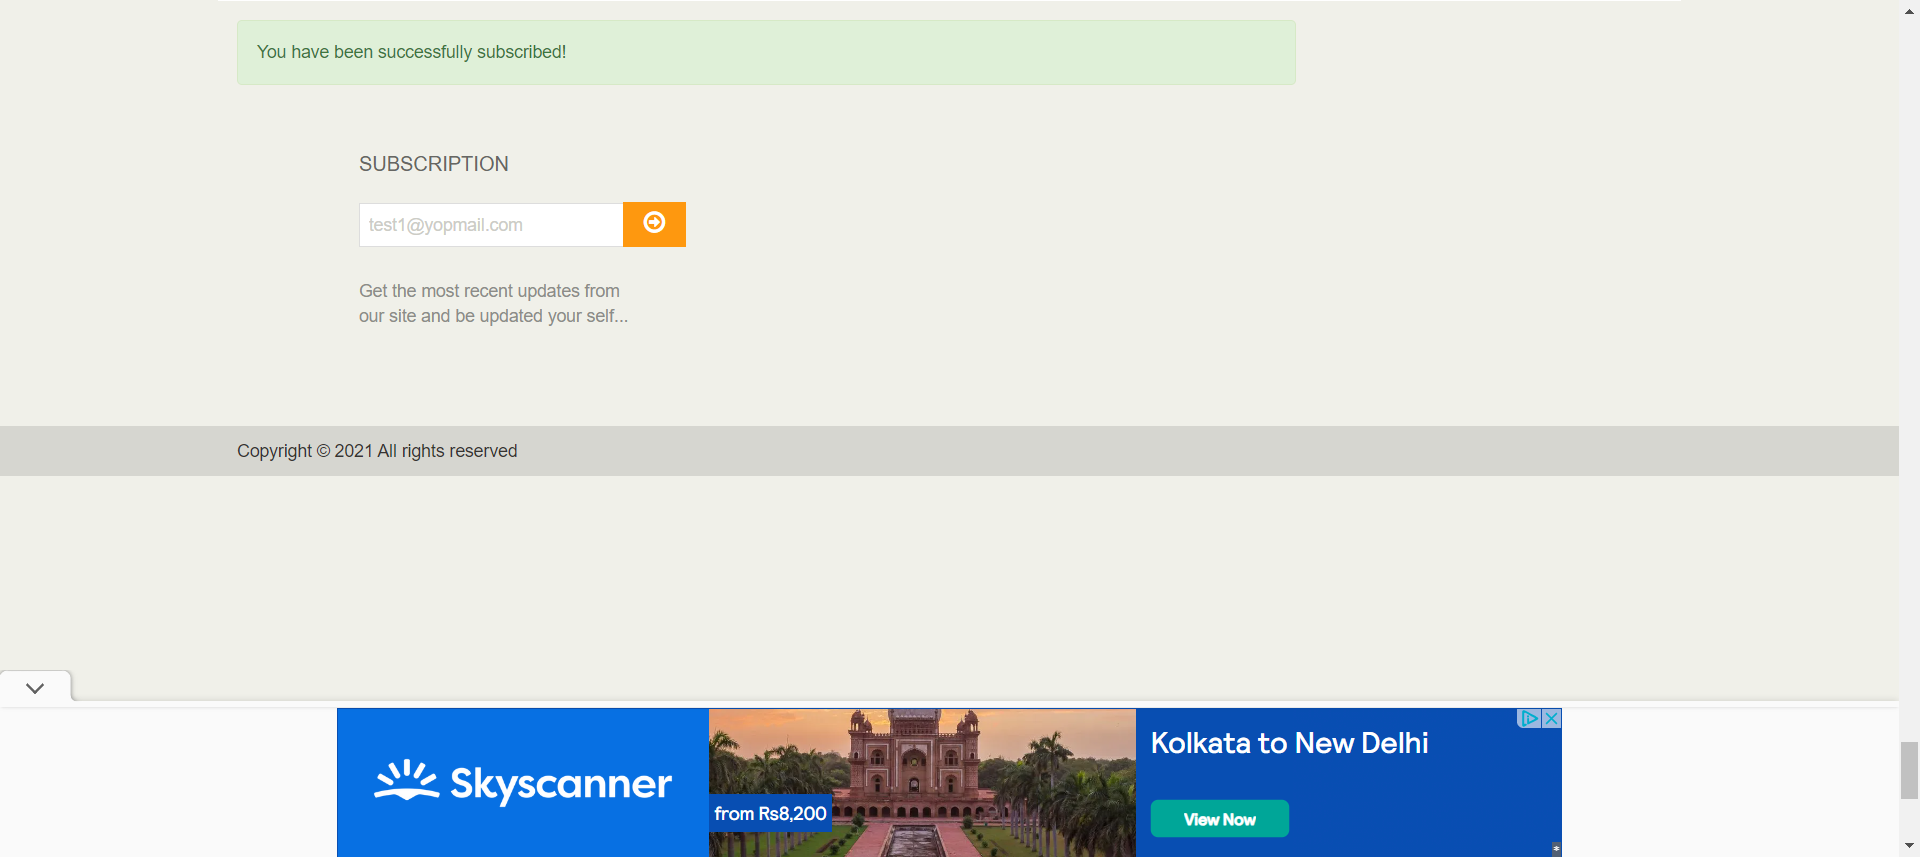 You have been successfully subscribed!
SUBSCRIPTION
test1@yopmail.com
Get the most recent updates from
our site and be updated your self...
Copyright © 2021 All rights reserved
Skyscanner
from Rs8,200
Kolkata to New Delhi
View Now